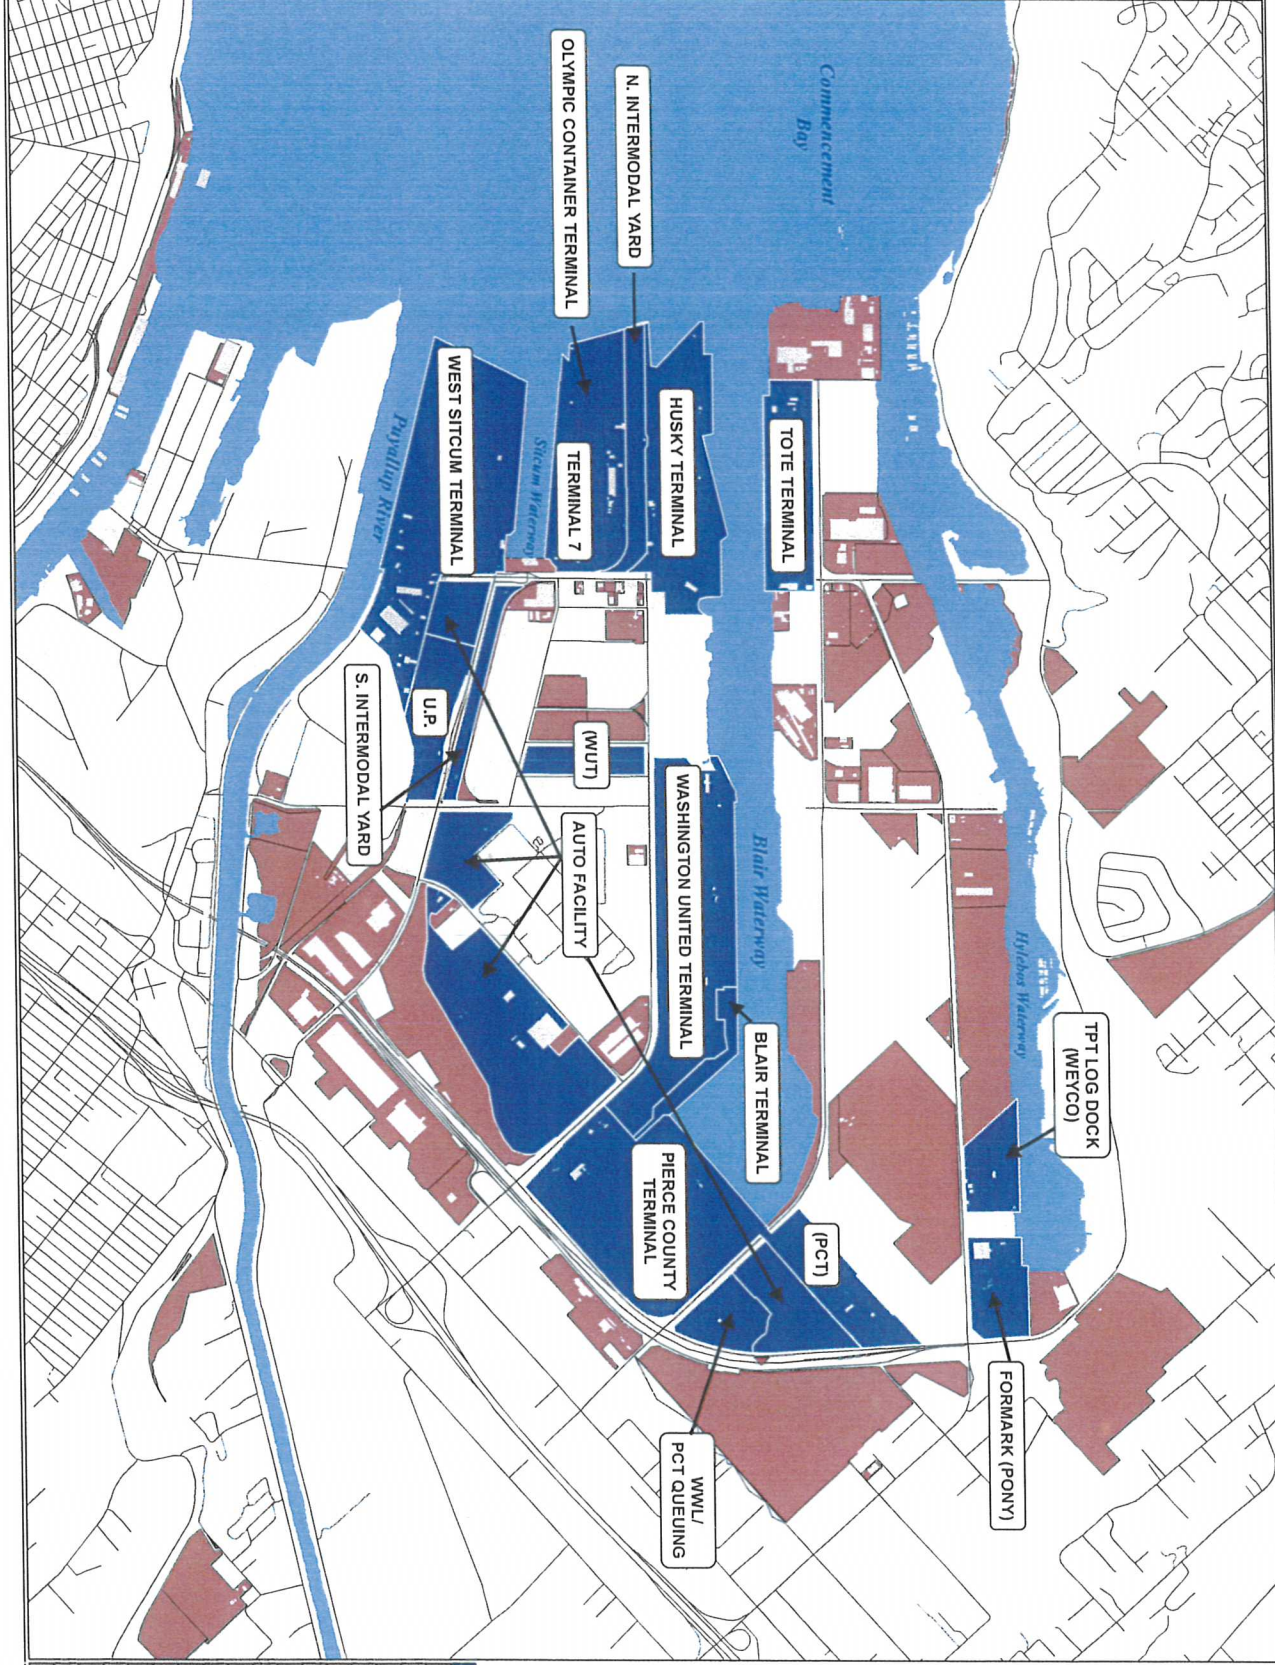 Commencement
Bay
N. INTERMODAL YARD
OLYMPIC CONTAINER TERMINAL
WEST SITCUM TERMINAL
Puyallup River
Sitcum Waterway
TERMINAL 7
HUSKY TERMINAL
TOTE TERMINAL
U.P.
S. INTERMODAL YARD
(WUT)
AUTO FACILITY
WASHINGTON UNITED TERMINAL
Blair Waterway
BLAIR TERMINAL
Hylebos Waterway
TPT LOG DOCK
(WEYCO)
PIERCE COUNTY
TERMINAL
(PCT)
FORMARK (PONY)
WWL/
PCT QUEUING